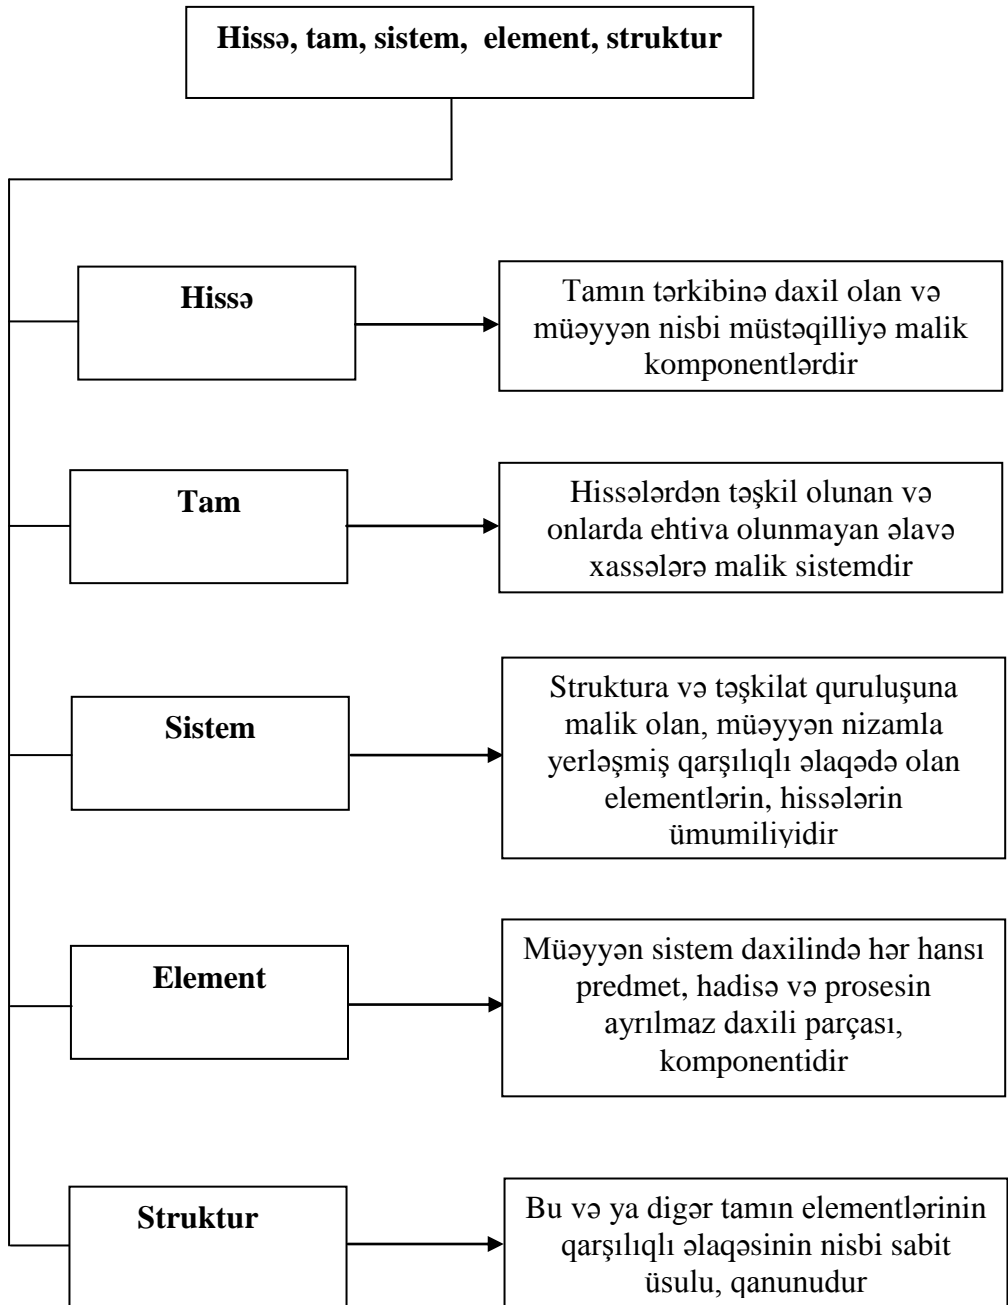 Hissə, tam, sistem, element, struktur
Hissə
Tamın tərkibinə daxil olan və
müəyyən nisbi müstəqilliyə malik
komponentlərdir
Tam
Hissələrdən təşkil olunan və
onlarda ehtiva olunmayan əlavə
xassələrə malik sistemdir
Sistem
Struktura və təşkilat quruluşuna
malik olan, müəyyən nizamla
yerləşmiş qarşılıqlı əlaqədə olan
elementlərin, hissələrin
ümumiliyidir
Element
Müəyyən sistem daxilində hər hansı
predmet, hadisə və prosesin
ayrılmaz daxili parçası,
komponentidir
Struktur
Bu və ya digər tamın elementlərinin
qarşılıqlı əlaqəsinin nisbi sabit
üsulu, qanunudur